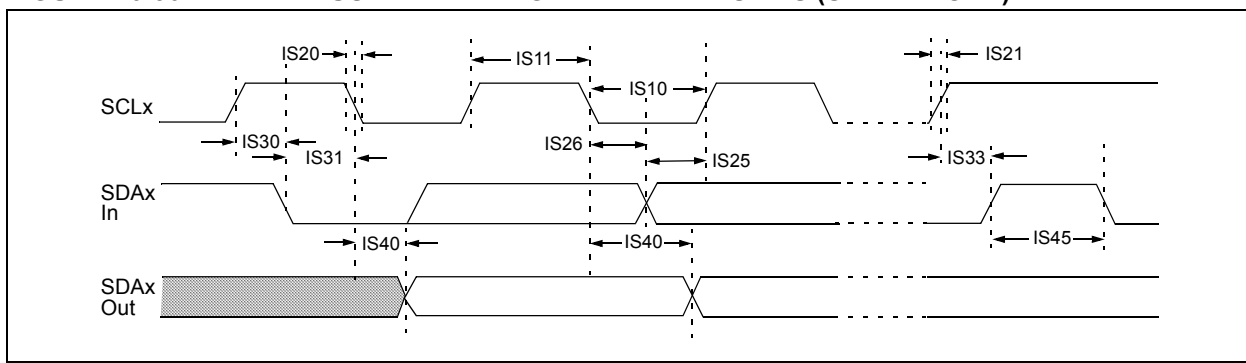 IS20
IS11
IS21
IS10
SCLx
IS30
IS31
IS26
IS25
IS33
SDAx
In
IS40
IS40
IS45
SDAx
Out